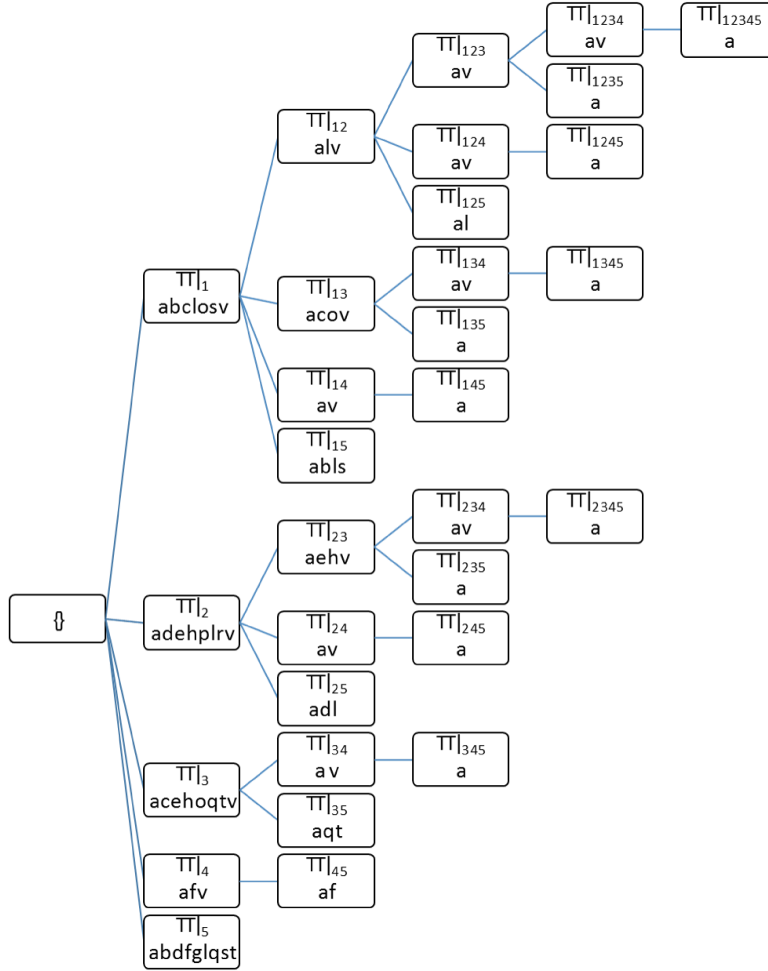 {}
TT|₁
abclosv
TT|₁₂
alv
TT|₁₂₃
av
TT|₁₂₃₄
av
TT|₁₂₃₄₅
a
TT|₁₂₃₅
a
TT|₁₂₄
av
TT|₁₂₄₅
a
TT|₁₂₅
al
TT|₁₃
acov
TT|₁₃₄
av
TT|₁₃₄₅
a
TT|₁₃₅
a
TT|₁₄
av
TT|₁₄₅
a
TT|₁₅
abls
TT|₂
adehplrv
TT|₂₃
aehv
TT|₂₃₄
av
TT|₂₃₄₅
a
TT|₂₃₅
a
TT|₂₄
av
TT|₂₄₅
a
TT|₂₅
adl
TT|₃
acehoqtv
TT|₃₄
av
TT|₃₄₅
a
TT|₃₅
aqt
TT|₄
afv
TT|₄₅
af
TT|₅
abdfglqst